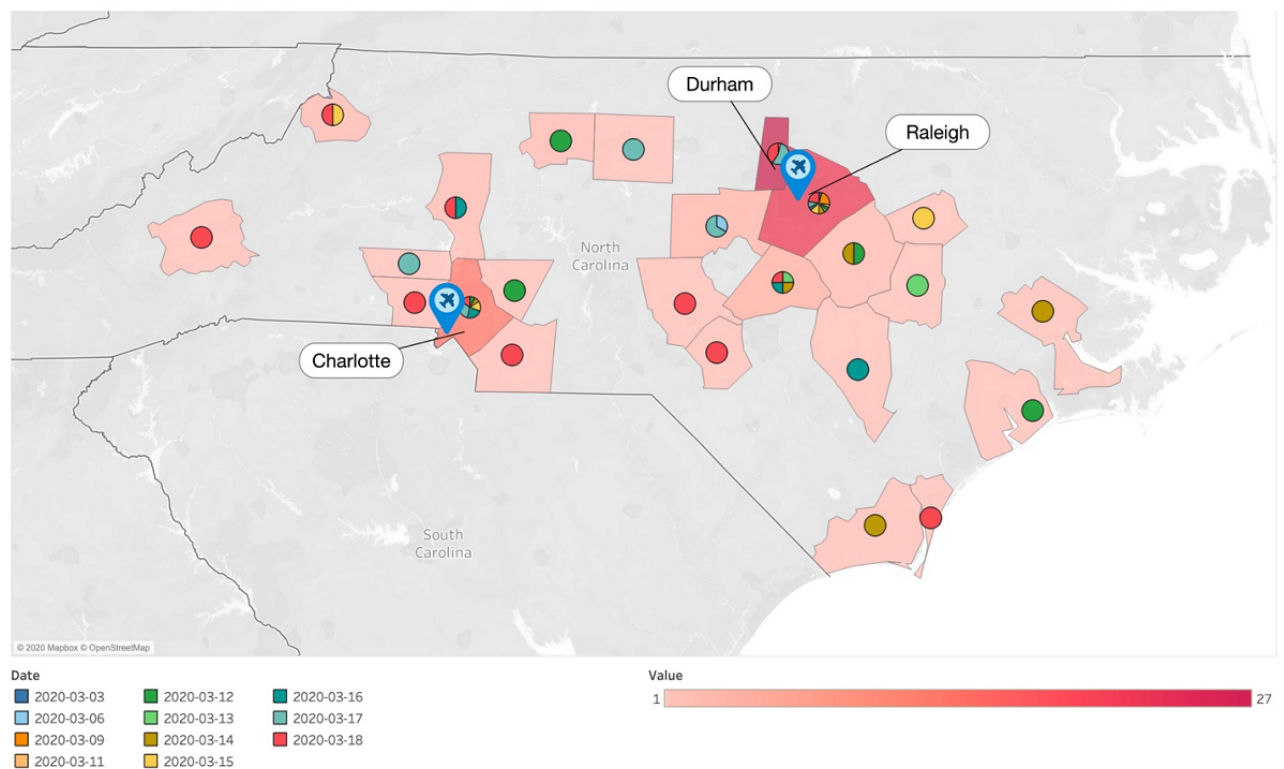 Durham
Raleigh
North
Carolina
Charlotte
South
Carolina
© 2020 Mapbox © OpenStreetMap
Date
2020-03-03
2020-03-06
2020-03-09
2020-03-11
2020-03-12
2020-03-13
2020-03-14
2020-03-15
2020-03-16
2020-03-17
2020-03-18
Value
1
27